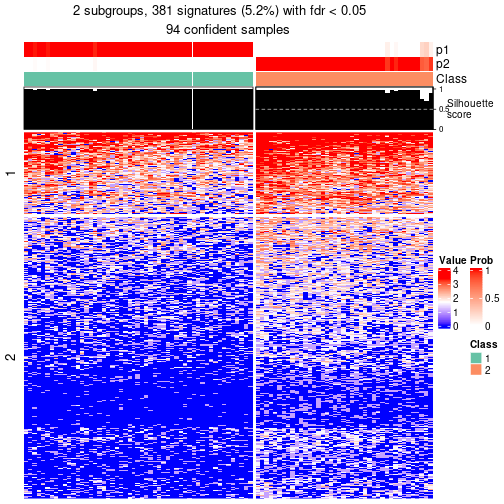 2 subgroups, 381 signatures (5.2%) with fdr < 0.05
94 confident samples
p1
p2
Class
1
0.5
0
Silhouette
score
1
2
Value
4
3
2
1
0
Prob
1
0.5
0
Class
1
2